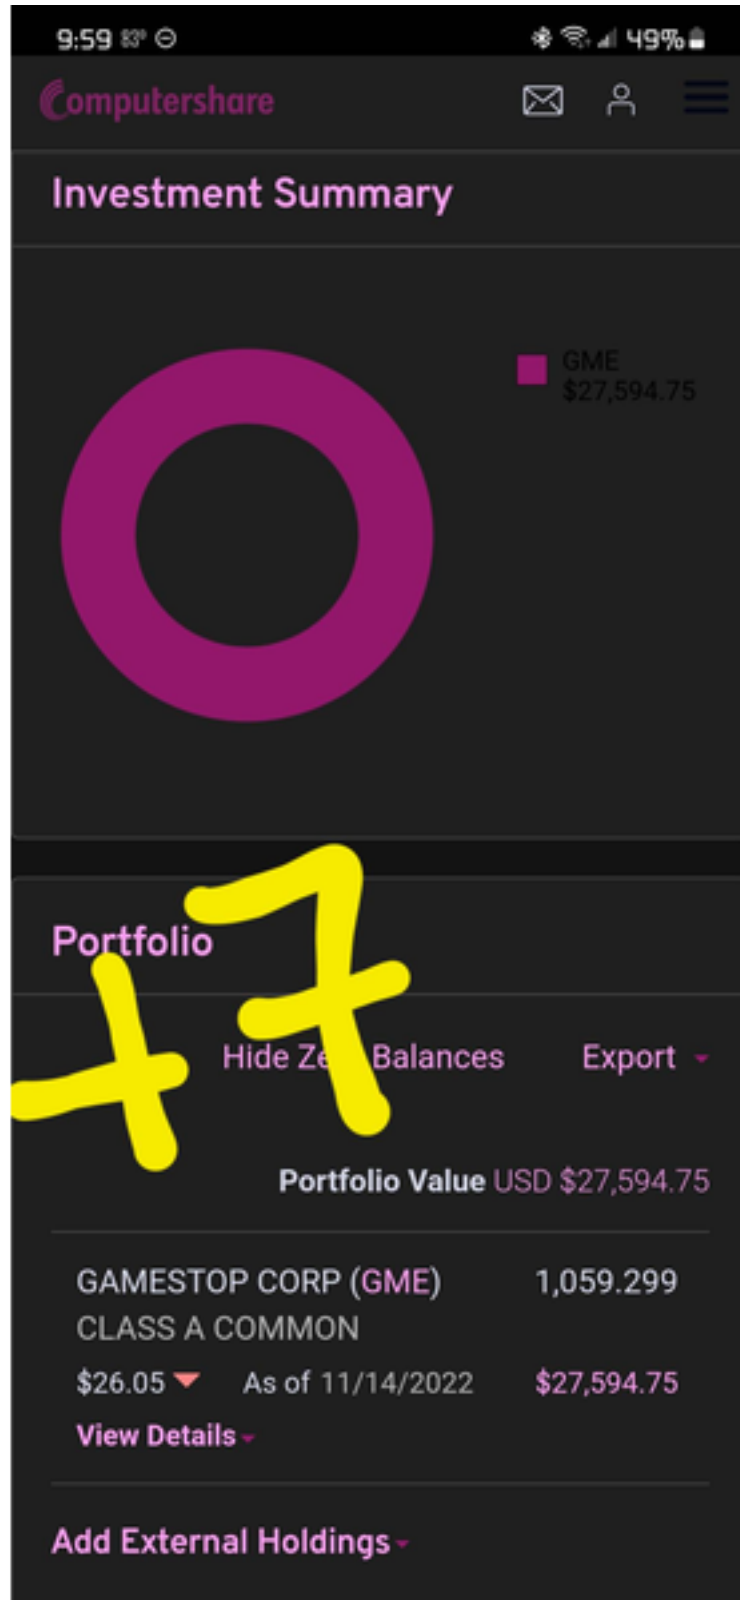 9:59 83° 49%
Computershare
Investment Summary
GME
$27,594.75
+7
Portfolio
Hide Ze Balances Export
Portfolio Value USD $27,594.75
GAMESTOP CORP (GME) 1,059.299
CLASS A COMMON
$26.05 As of 11/14/2022 $27,594.75
View Details
Add External Holdings